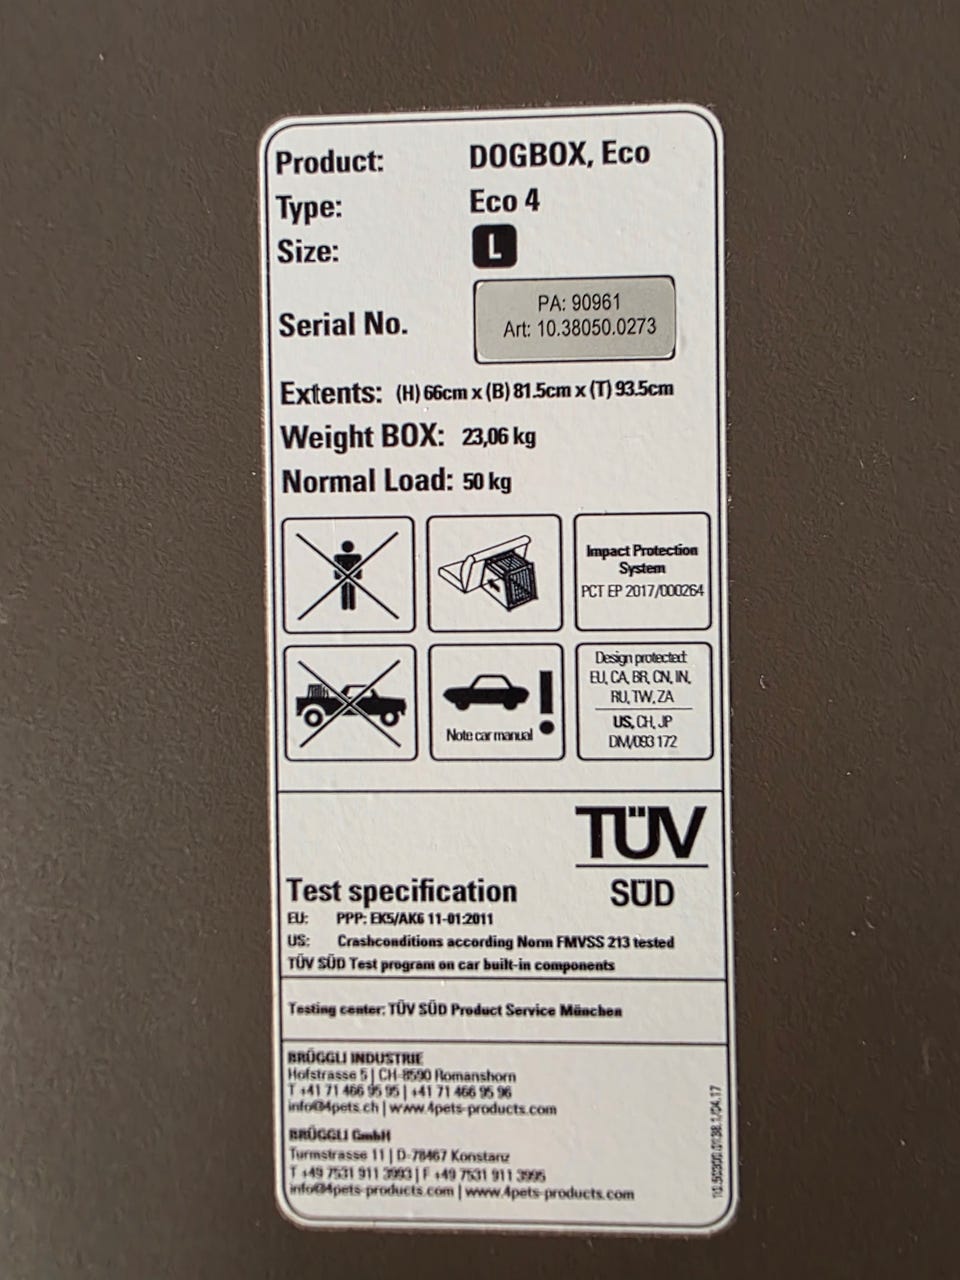 Product: DOGBOX, Eco
Type: Eco 4
Size: L
Serial No. PA: 90961
Art: 10.38050.0273
Extents: (H) 66cm x (B) 81.5cm x (T) 93.5cm
Weight BOX: 23,06 kg
Normal Load: 50 kg
Impact Protection
System
PCT EP 2017/000264
Note car manual
Design protected:
EU, CA, BR, CN, IN,
RU, TW, ZA
US, CH, JP
DM/093 172
TÜV
SÜD
Test specification
EU: PPP: EK5/AK6 11-01:2011
US: Crashconditions according Norm FMVSS 213 tested
TÜV SÜD Test program on car built-in components
Testing center: TÜV SÜD Product Service München
BRÜGGLI INDUSTRIE
Hofstrasse 5 | CH-8590 Romanshorn
T +41 71 466 95 95 | +41 71 466 95 96
info@4pets.ch | www.4pets-products.com
BRÜGGLI GmbH
Turmstrasse 11 | D-78467 Konstanz
T +49 7531 911 3993 | F +49 7531 911 3995
info@4pets-products.com | www.4pets-products.com
110.50300.0138.1/04.17